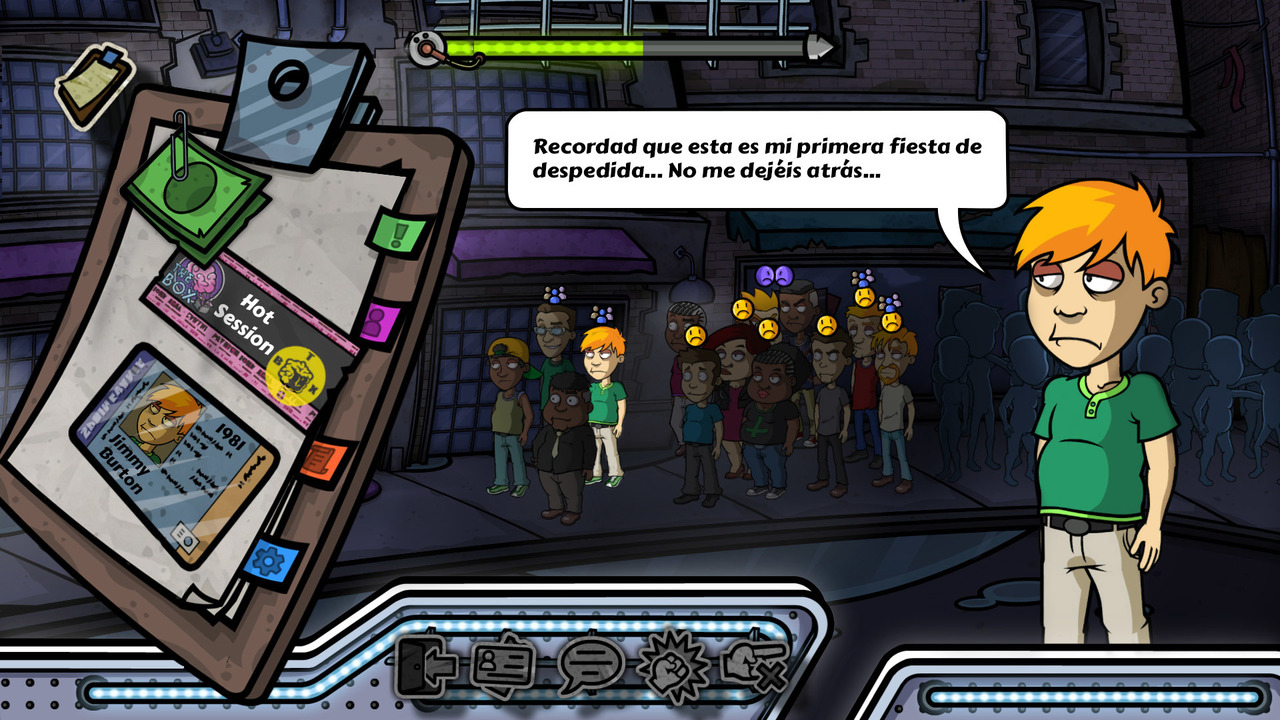 Recordad que esta es mi primera fiesta de
despedida... No me dejéis atrás...
THE
BOX
Hot
session
1981
Jimmy
Burton